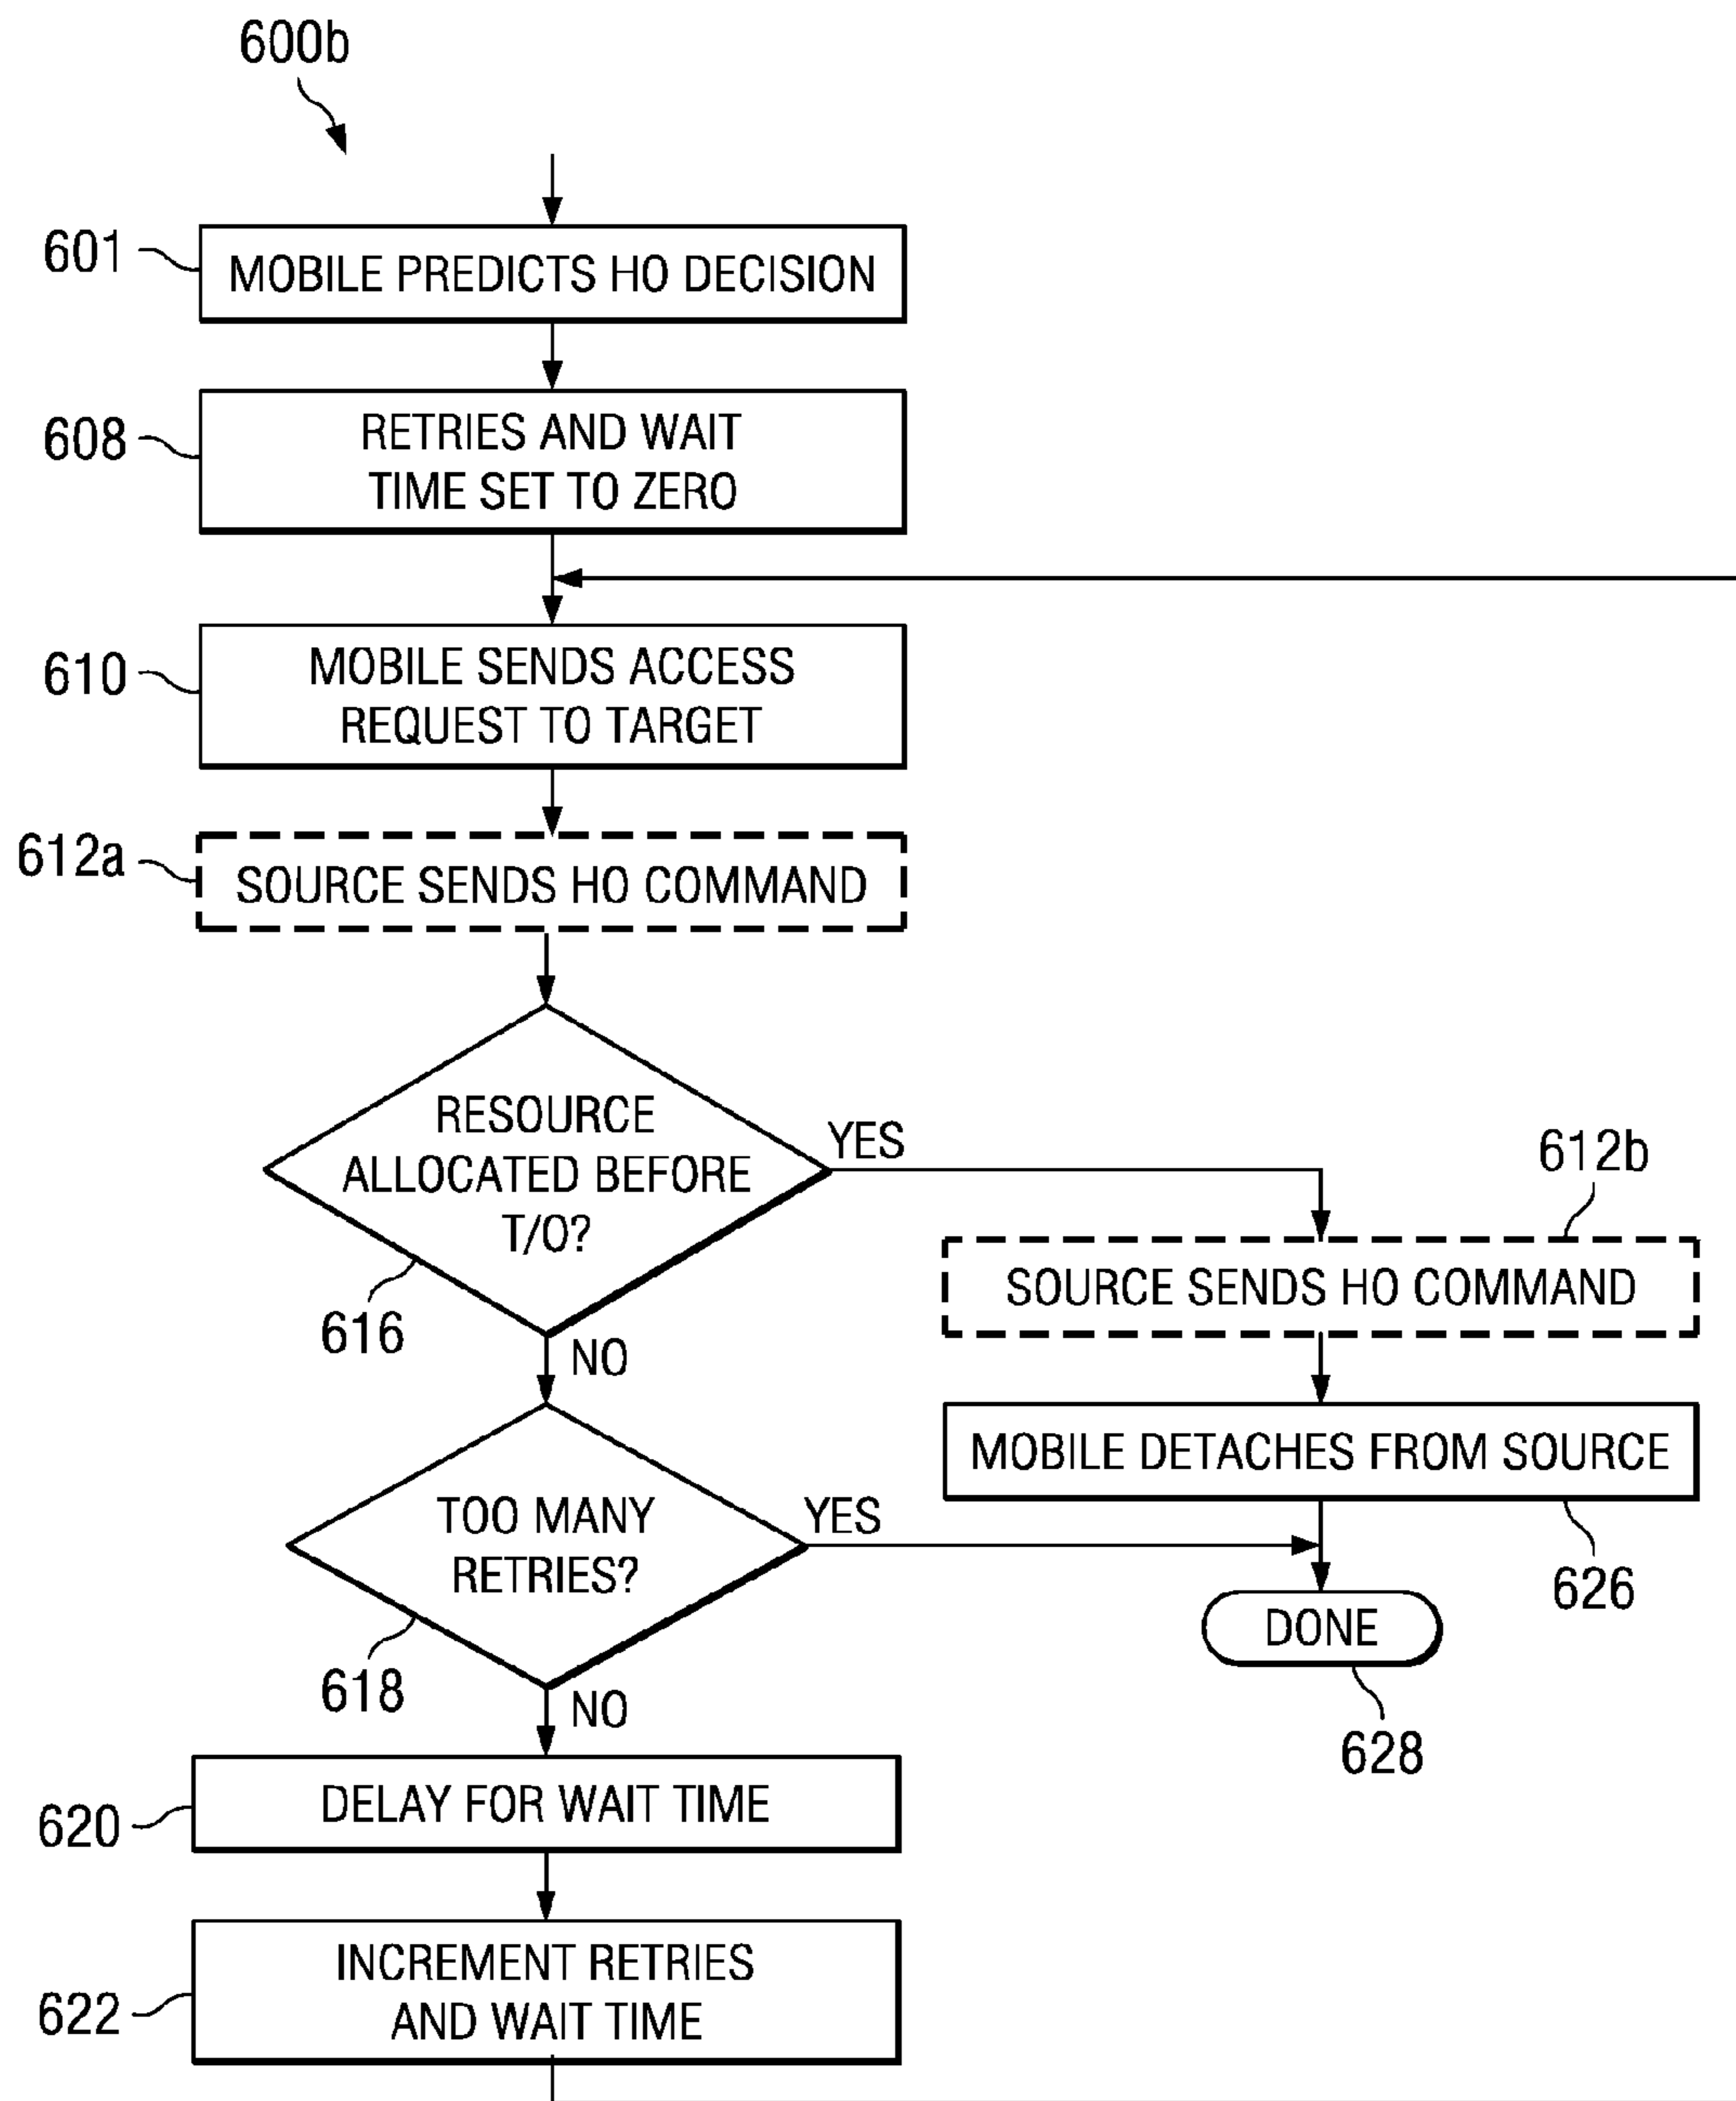 600b
601
MOBILE PREDICTS HO DECISION
608
RETRIES AND WAIT
TIME SET TO ZERO
610
MOBILE SENDS ACCESS
REQUEST TO TARGET
612a
SOURCE SENDS HO COMMAND
RESOURCE
ALLOCATED BEFORE
T/O?
YES
616
NO
612b
SOURCE SENDS HO COMMAND
MOBILE DETACHES FROM SOURCE
626
TOO MANY
RETRIES?
YES
618
NO
DONE
628
620
DELAY FOR WAIT TIME
622
INCREMENT RETRIES
AND WAIT TIME